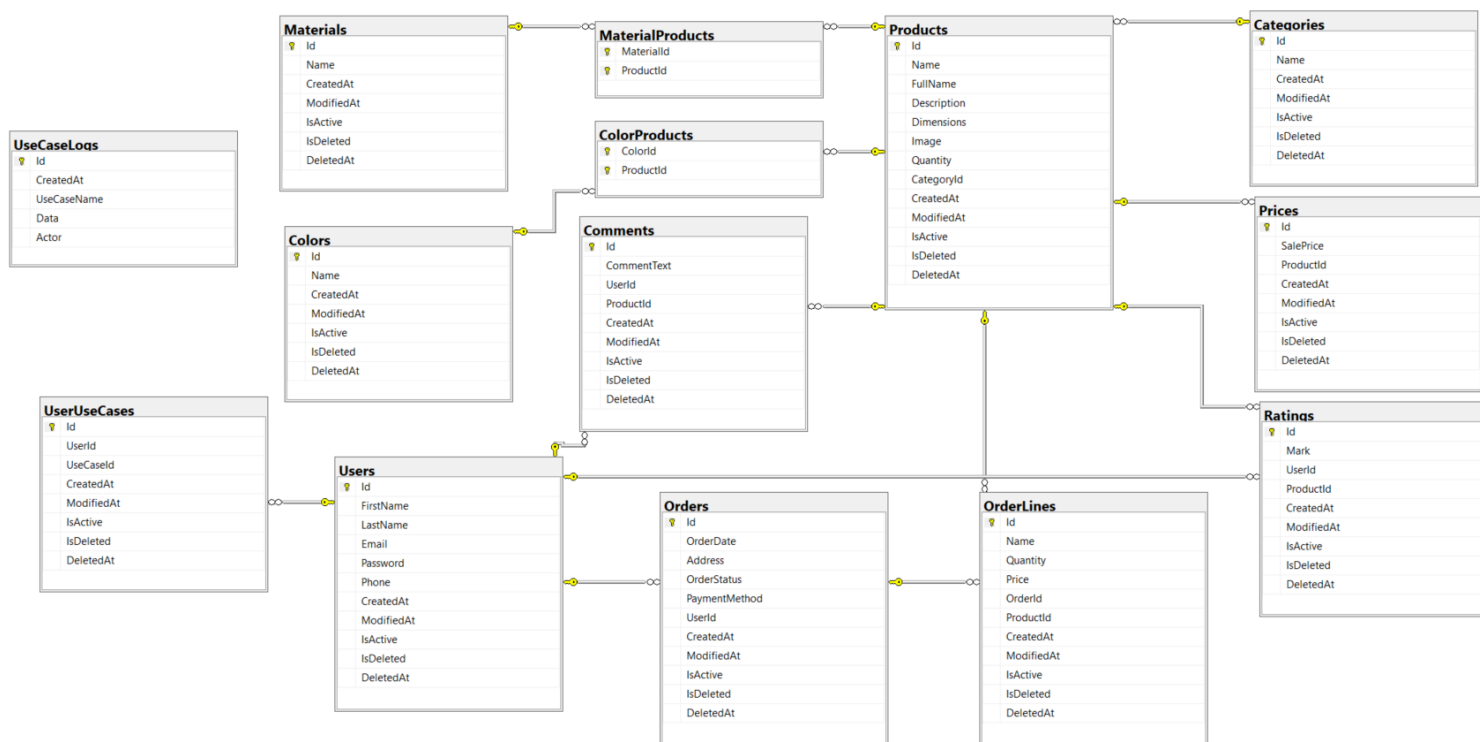 Materials
Id
Name
CreatedAt
ModifiedAt
IsActive
IsDeleted
DeletedAt
MaterialProducts
MaterialId
ProductId
Products
Id
Name
FullName
Description
Dimensions
Image
Quantity
CategoryId
CreatedAt
ModifiedAt
IsActive
IsDeleted
DeletedAt
Categories
Id
Name
CreatedAt
ModifiedAt
IsActive
IsDeleted
DeletedAt
UseCaseLogs
Id
CreatedAt
UseCaseName
Data
Actor
ColorProducts
ColorId
ProductId
Colors
Id
Name
CreatedAt
ModifiedAt
IsActive
IsDeleted
DeletedAt
Comments
Id
CommentText
UserId
ProductId
CreatedAt
ModifiedAt
IsActive
IsDeleted
DeletedAt
Prices
Id
SalePrice
ProductId
CreatedAt
ModifiedAt
IsActive
IsDeleted
DeletedAt
UserUseCases
Id
UserId
UseCaseId
CreatedAt
ModifiedAt
IsActive
IsDeleted
DeletedAt
Users
Id
FirstName
LastName
Email
Password
Phone
CreatedAt
ModifiedAt
IsActive
IsDeleted
DeletedAt
Orders
Id
OrderDate
Address
OrderStatus
PaymentMethod
UserId
CreatedAt
ModifiedAt
IsActive
IsDeleted
DeletedAt
OrderLines
Id
Name
Quantity
Price
OrderId
ProductId
CreatedAt
ModifiedAt
IsActive
IsDeleted
DeletedAt
Ratings
Id
Mark
UserId
ProductId
CreatedAt
ModifiedAt
IsActive
IsDeleted
DeletedAt